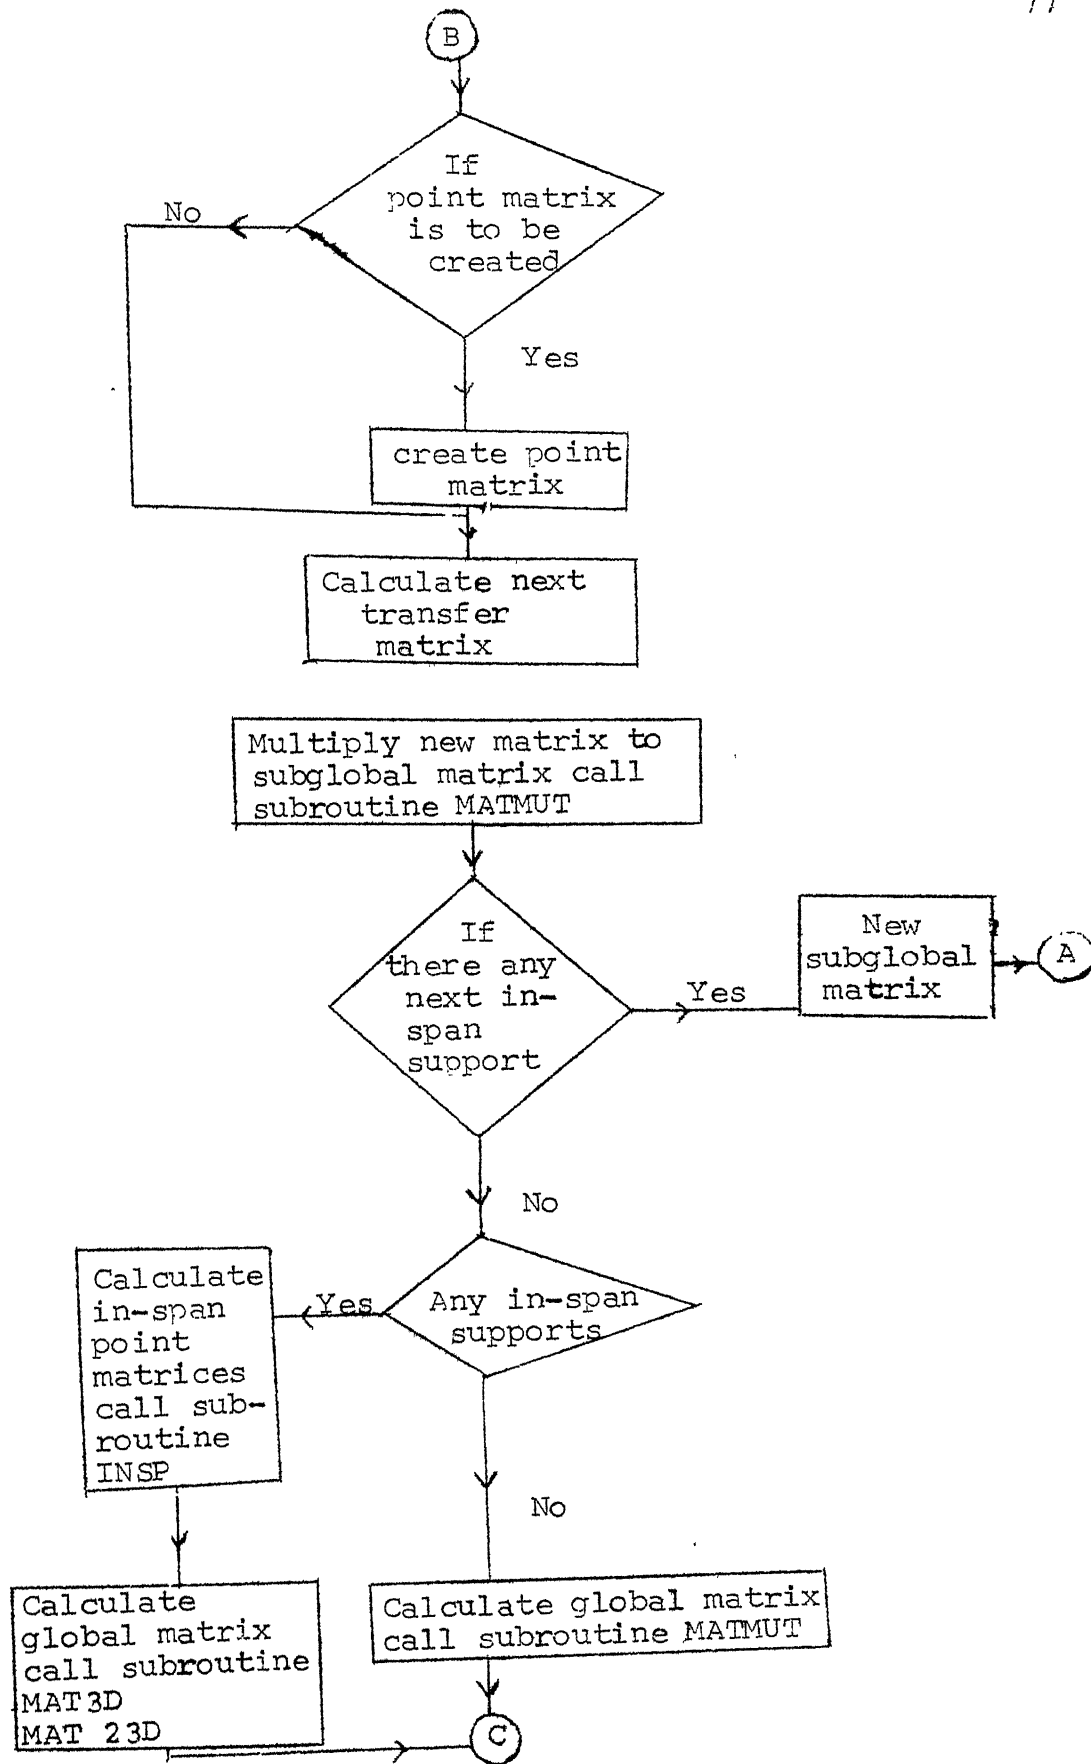 B
If
point matrix
is to be
created
No
Yes
create point
matrix
Calculate next
transfer
matrix
Multiply new matrix to
subglobal matrix call
subroutine MATMUT
If
there any
next in-
span
support
Yes
New
subglobal
matrix
A
No
Any in-span
supports
Yes
Calculate
in-span
point
matrices
call sub-
routine
INSP
No
Calculate
global matrix
call subroutine
MAT3D
MAT 23D
Calculate global matrix
call subroutine MATMUT
C